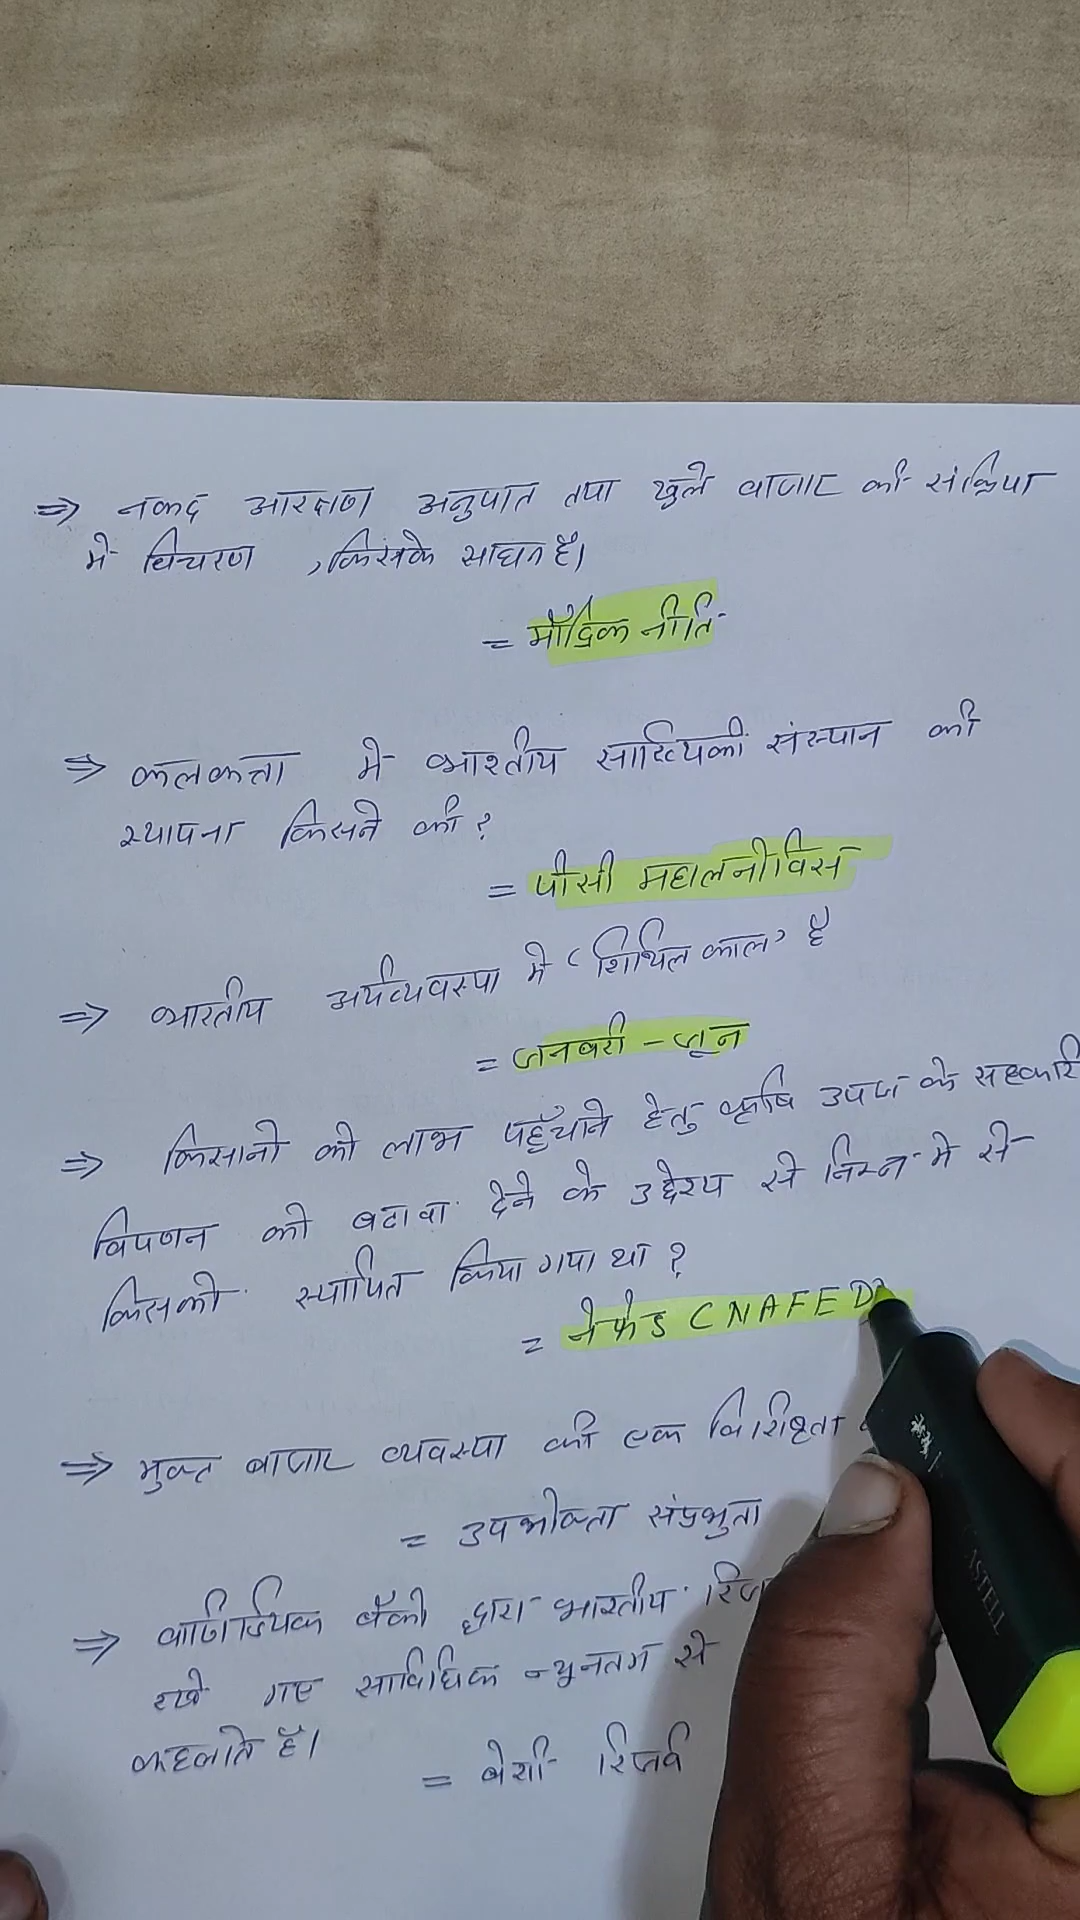 ⇒ नकद आरक्षण अनुपात तथा खुले बाजार की संक्रिया
में विचरण , किसके साधन है।
= मौद्रिक नीति
⇒ कलकत्ता में भारतीय सांख्यिकी संस्थान की
स्थापना किसने की ?
= पीसी महालनोविस
⇒ भारतीय अर्थव्यवस्था में 'शिथिल काल' है
= जनवरी - जून
⇒ किसानो को लाभ पहुँचाने हेतु कृषि उपज के सहकारि
विपणन को बढावा देने के उद्देश्य से निम्न में से
किसको स्थापित किया गया था ?
= नेफेड (NAFED)
⇒ मुक्त बाजार व्यवस्था की एक विशिष्टता
= उपभोक्ता संप्रभुता
⇒ वाणिज्यिक बैंको द्वारा भारतीय
रखे गए साविधिक न्यूनतम से
कहलाते है।
= बेशी रिजर्व
ASTELL